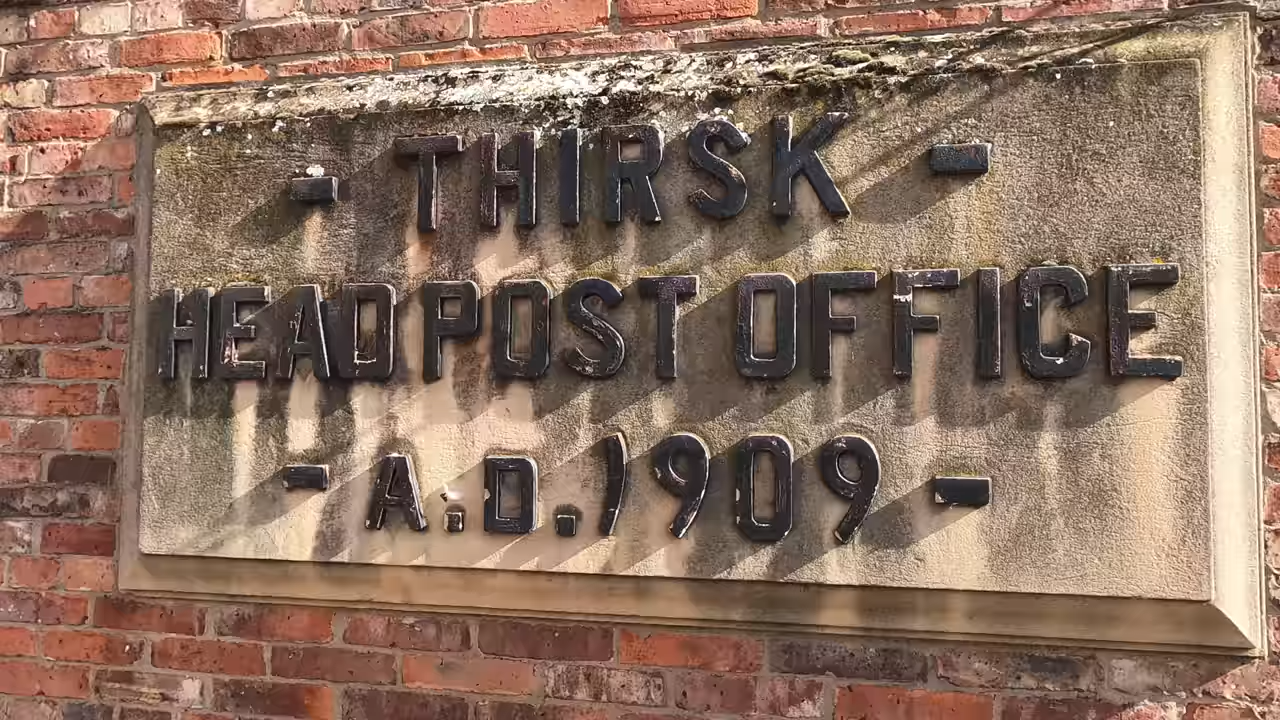 - THIRSK -
HEAD POST OFFICE
- A.D. 1909 -